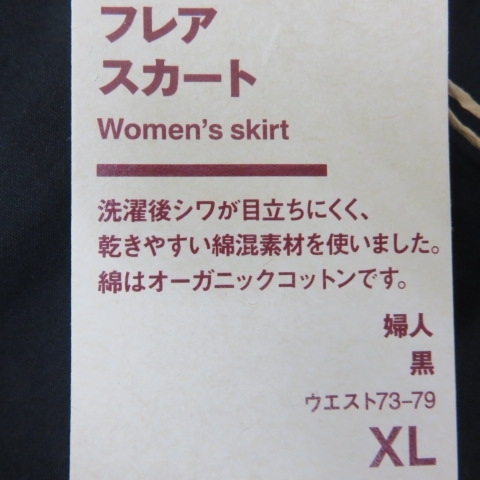 フレア
スカート
Women's skirt
洗濯後シワが目立ちにくく、
乾きやすい綿混素材を使いました。
綿はオーガニックコットンです。
婦人
黒
ウエスト73–79
XL